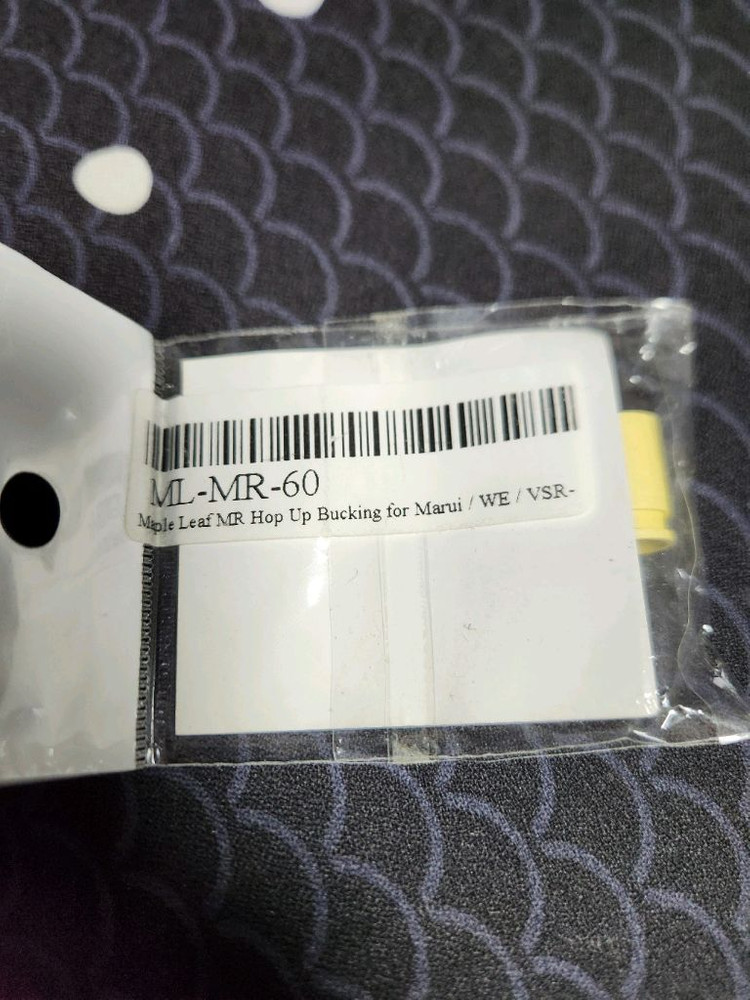 ML-MR-60
Maple Leaf MR Hop Up Bucking for Marui / WE / VSR-